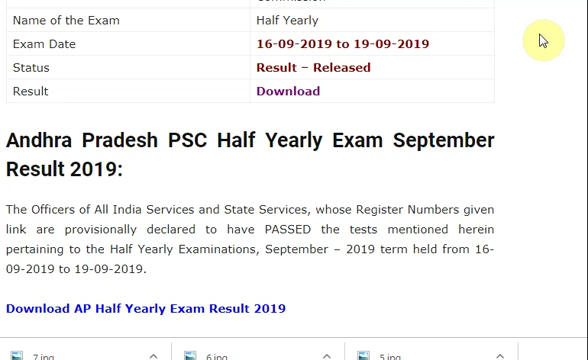 Commission
Name of the Exam Half Yearly
Exam Date 16-09-2019 to 19-09-2019
Status Result – Released
Result Download
Andhra Pradesh PSC Half Yearly Exam September
Result 2019:
The Officers of All India Services and State Services, whose Register Numbers given
link are provisionally declared to have PASSED the tests mentioned herein
pertaining to the Half Yearly Examinations, September – 2019 term held from 16-
09-2019 to 19-09-2019.
Download AP Half Yearly Exam Result 2019
7.jpg 6.jpg 5.jpg